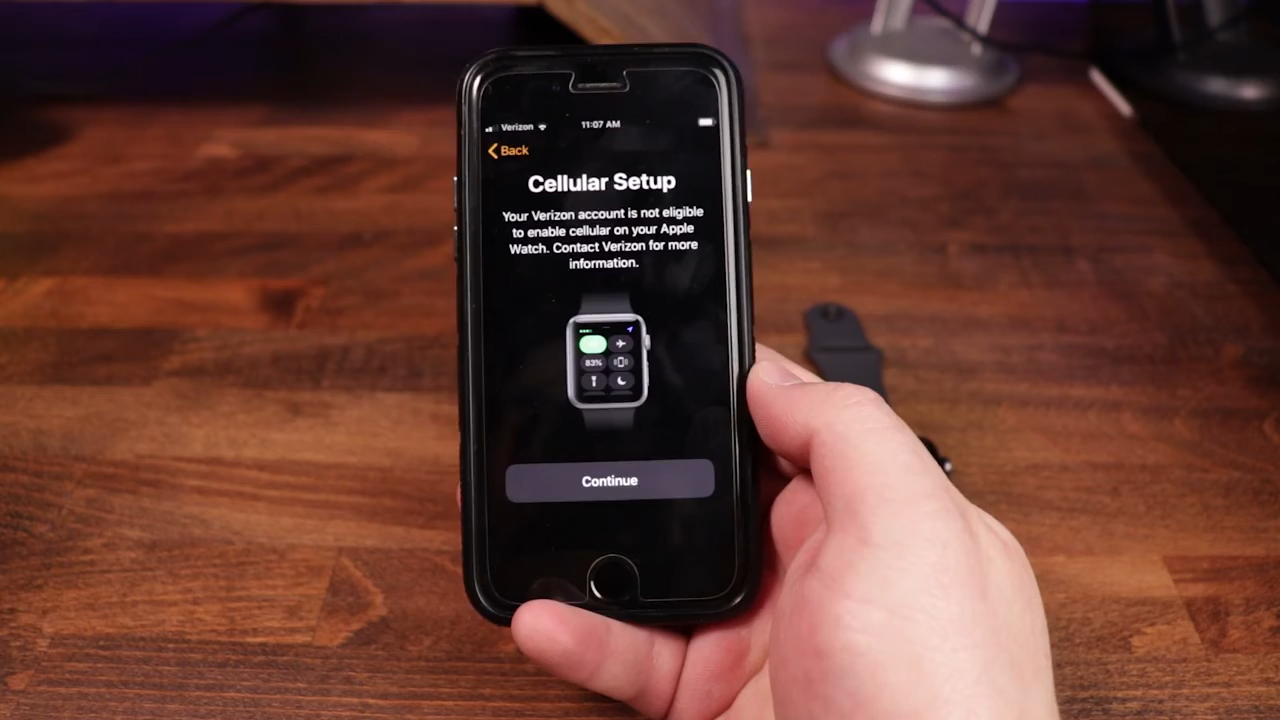 Verizon 11:07 AM
Back
Cellular Setup
Your Verizon account is not eligible
to enable cellular on your Apple
Watch. Contact Verizon for more
information.
83%
Continue